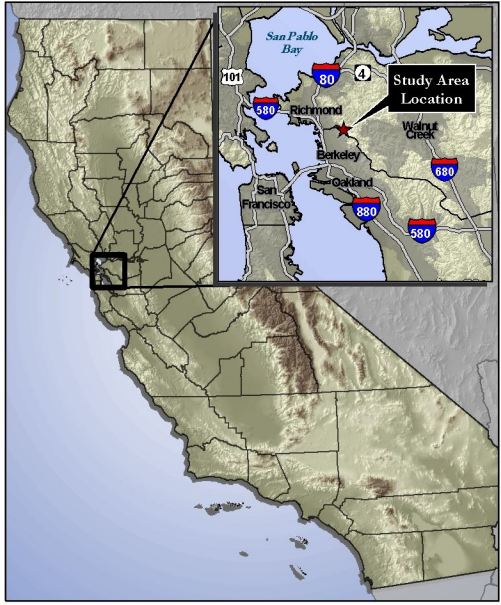 San Pablo
Bay
101
80
4
Study Area
Location
580
Richmond
Walnut
Creek
Berkeley
680
Oakland
San
Francisco
880
580